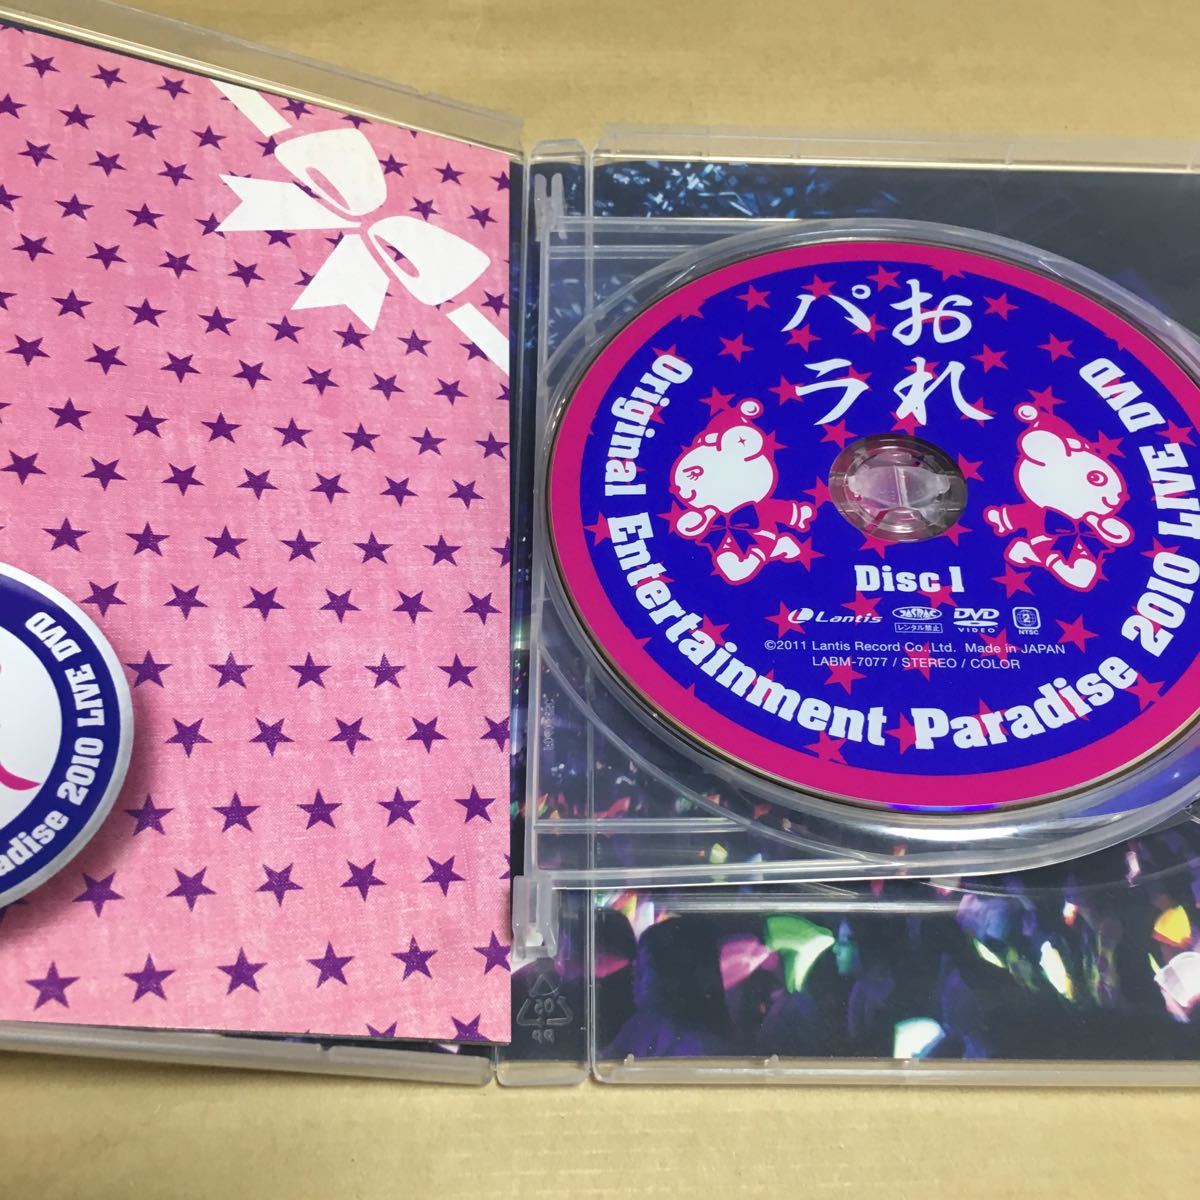 2010 LIVE DVD
adise
おれ
パラ
Original Entertainment Paradise 2010 LIVE DVD
Disc 1
Lantis
JASRAC
レンタル禁止
DVD
VIDEO
2
NTSC
©2011 Lantis Record Co.,Ltd. Made in JAPAN
LABM-7077 / STEREO / COLOR